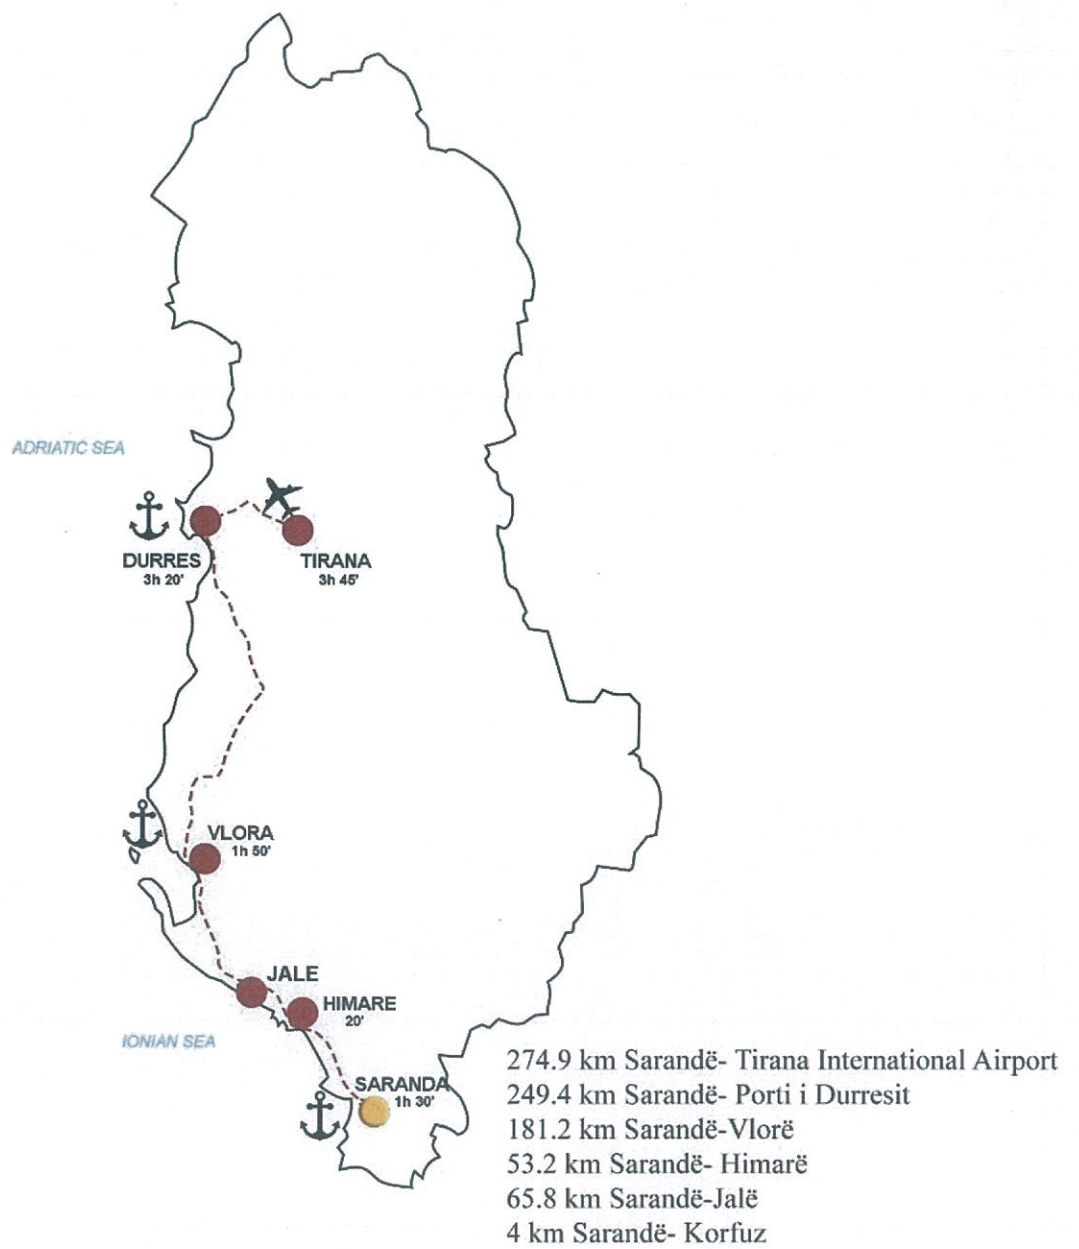 ADRIATIC SEA
DURRES
3h 20'
TIRANA
3h 45'
VLORA
1h 50'
JALE
HIMARE
20'
IONIAN SEA
SARANDA
1h 30'
274.9 km Sarandë- Tirana International Airport
249.4 km Sarandë- Porti i Durresit
181.2 km Sarandë-Vlorë
53.2 km Sarandë- Himarë
65.8 km Sarandë-Jalë
4 km Sarandë- Korfuz